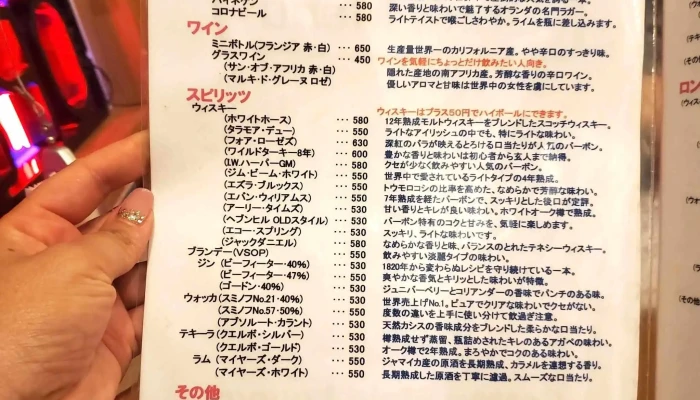 ハイネケン ・・・ 580
コロナビール ・・・ 580 深い香りと味わいで魅了するオランダの名門ラガー。
ライトテイストで喉ごしさわやか。ライムを瓶に差し込みます。
ワイン
ミニボトル(フランジア 赤・白) ・・・ 650 生産量世界一のカリフォルニア産。やや辛口のすっきり味。
グラスワイン ・・・ 450 ワインを気軽にちょっとだけ飲みたい人向き。
(サン・オブ・アフリカ 赤・白) 隠れた産地の南アフリカ産。芳醇な香りの辛口ワイン。
(マルキ・ド・グレーヌ ロゼ) 優しいアロマと甘味は世界中の女性を虜にしています。
スピリッツ
ウィスキー ウィスキーはプラス50円でハイボールにできます。
(ホワイトホース) ・・・ 580 12年熟成モルトウィスキーをブレンドしたスコッチウィスキー。
(タラモア・デュー) ・・・ 550 ライトなアイリッシュの中でも、特にライトな味わい。
(フォア・ローゼズ) ・・・ 630 深紅のバラが映えるとろける口当たりが人気のバーボン。
(ワイルドターキー8年) ・・・ 600 豊かな香りと味わいは初心者から玄人まで納得。
(I.W.ハーパーGM) ・・・ 580 クセが少なく飲みやすい人気のバーボン。
(ジム・ビーム・ホワイト) ・・・ 550 世界中で愛されているライトタイプの4年熟成。
(エズラ・ブルックス) ・・・ 550 トウモロコシの比率を高めた、なめらかで芳醇な味わい。
(エバン・ウィリアムス) ・・・ 550 7年熟成を経たバーボンで、スッキリとした後口が定評。
(アーリー・タイムズ) ・・・ 530 甘い香りとキレが良い味わい。ホワイトオーク樽で熟成。
(ヘブンヒル OLDスタイル) ・・・ 530 バーボン特有のコクと甘みを、気軽に楽しめます。
(エコー・スプリング) ・・・ 530 スッキリ、ライトな味わいです。
(ジャックダニエル) ・・・ 580 なめらかな香りと味、バランスのとれたテネシーウィスキー。
ブランデー(VSOP) ・・・ 550 飲みやすい淡麗タイプの味わい。
ジン (ビーフィーター・40%) ・・・ 530 1820年から変わらぬレシピを守り続けている一本。
(ビーフィーター・47%) ・・・ 550 爽やかな香気とキリッとした味わいが特徴。
(ゴードン・40%) ・・・ 530 ジュニパーベリーとコリアンダーの香味でパンチのある味。
ウォッカ(スミノフNo.21・40%) ・・・ 530 世界売上げNo.1。ピュアでクリアな味わいでクセがない。
(スミノフNo.57・50%) ・・・ 550 度数の違いを上手に使い分けて飲過ぎ注意。
(アブソルート・カラント) ・・・ 530 天然カシスの香味成分をブレンドした柔らかな口当たり。
テキーラ(クエルボ・シルバー) ・・・ 530 樽熟成せず蒸留、瓶詰めされたキレのあるアガベの味わい。
(クエルボ・ゴールド) ・・・ 530 オーク樽で2年熟成。まろやかでコクのある味わい。
ラム (マイヤーズ・ダーク) ・・・ 550 ジャマイカ産の原酒を長期熟成、カラメルを連想する香り。
(マイヤーズ・ホワイト) ・・・ 550 長期熟成した原酒を丁寧に濾過。スムーズな口当たり。
その他